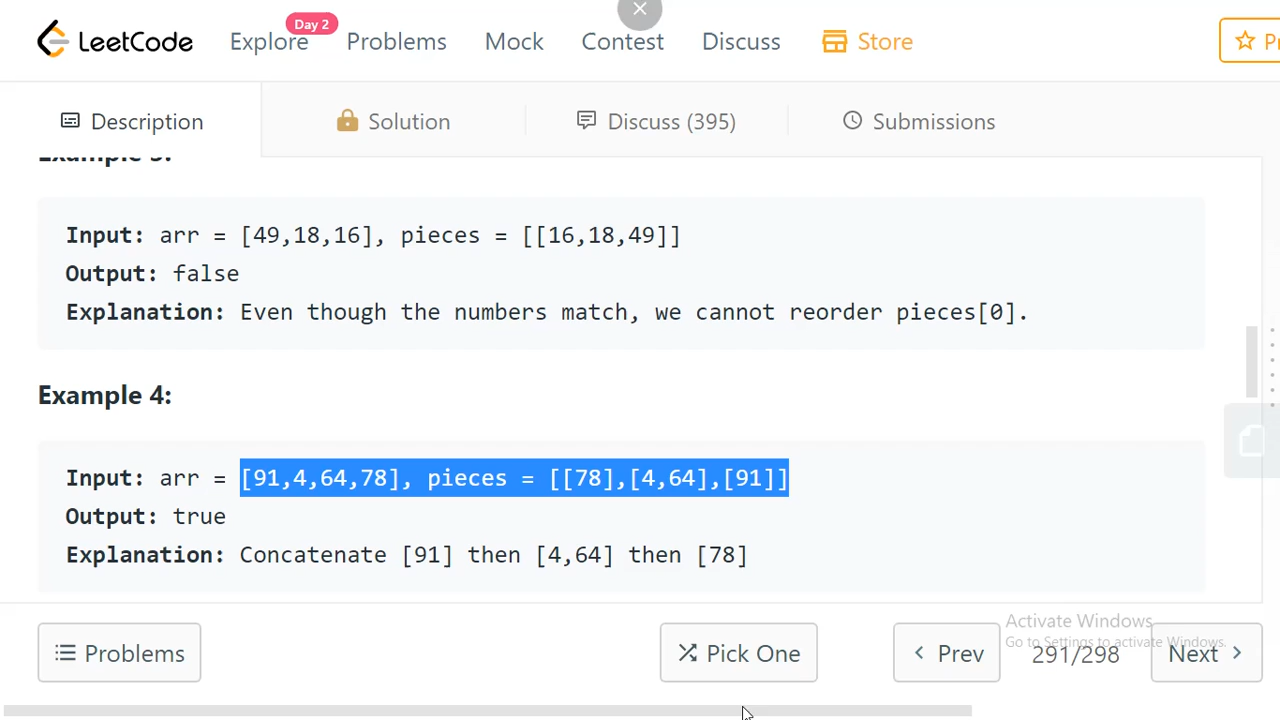 Day 2
LeetCode Explore Problems Mock Contest Discuss Store
Description Solution Discuss (395) Submissions
Example 3:
Input: arr = [49,18,16], pieces = [[16,18,49]]
Output: false
Explanation: Even though the numbers match, we cannot reorder pieces[0].
Example 4:
Input: arr = [91,4,64,78], pieces = [[78],[4,64],[91]]
Output: true
Explanation: Concatenate [91] then [4,64] then [78]
Activate Windows
Go to Settings to activate Windows.
Problems Pick One Prev 291/298 Next